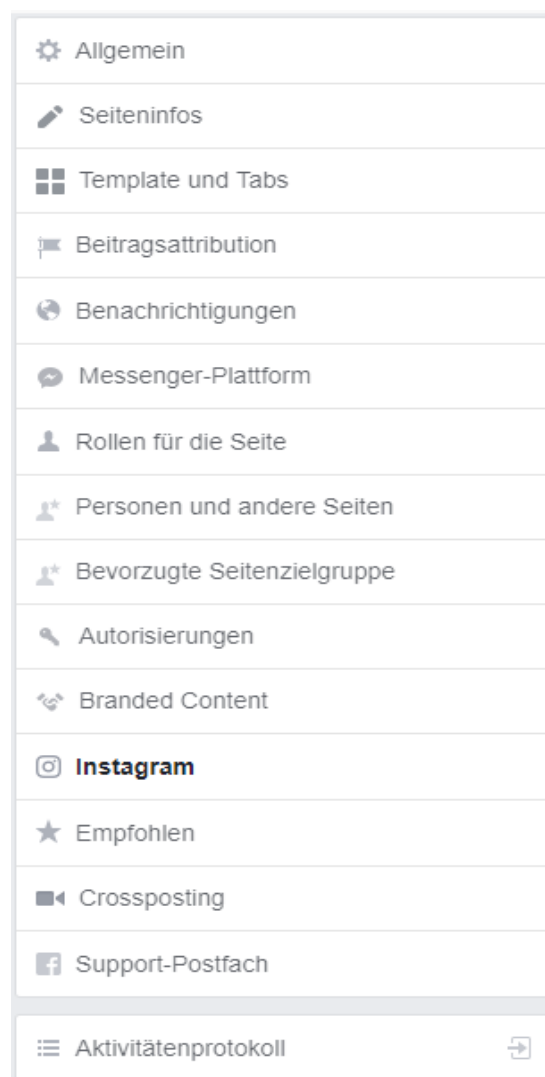 Allgemein
Seiteninfos
Template und Tabs
Beitragsattribution
Benachrichtigungen
Messenger-Plattform
Rollen für die Seite
Personen und andere Seiten
Bevorzugte Seitenzielgruppe
Autorisierungen
Branded Content
Instagram
Empfohlen
Crossposting
Support-Postfach
Aktivitätenprotokoll